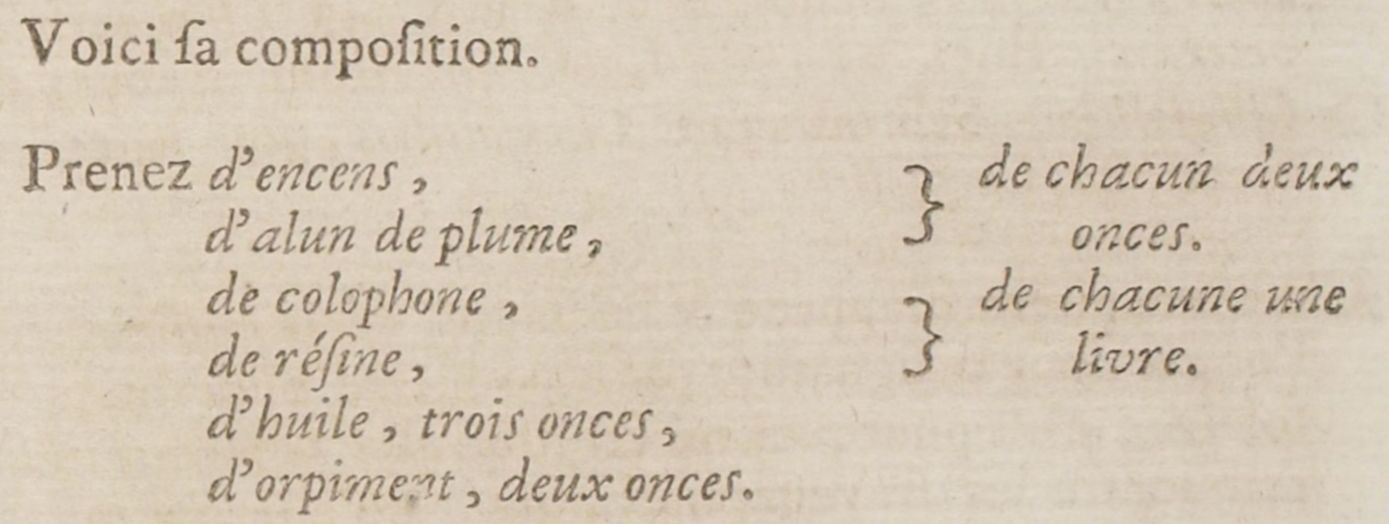 Voici ſa compoſition.
Prenez d'encens, } de chacun deux
d'alun de plume, } onces.
de colophone, } de chacune une
de réſine, } livre.
d'huile, trois onces,
d'orpiment, deux onces.